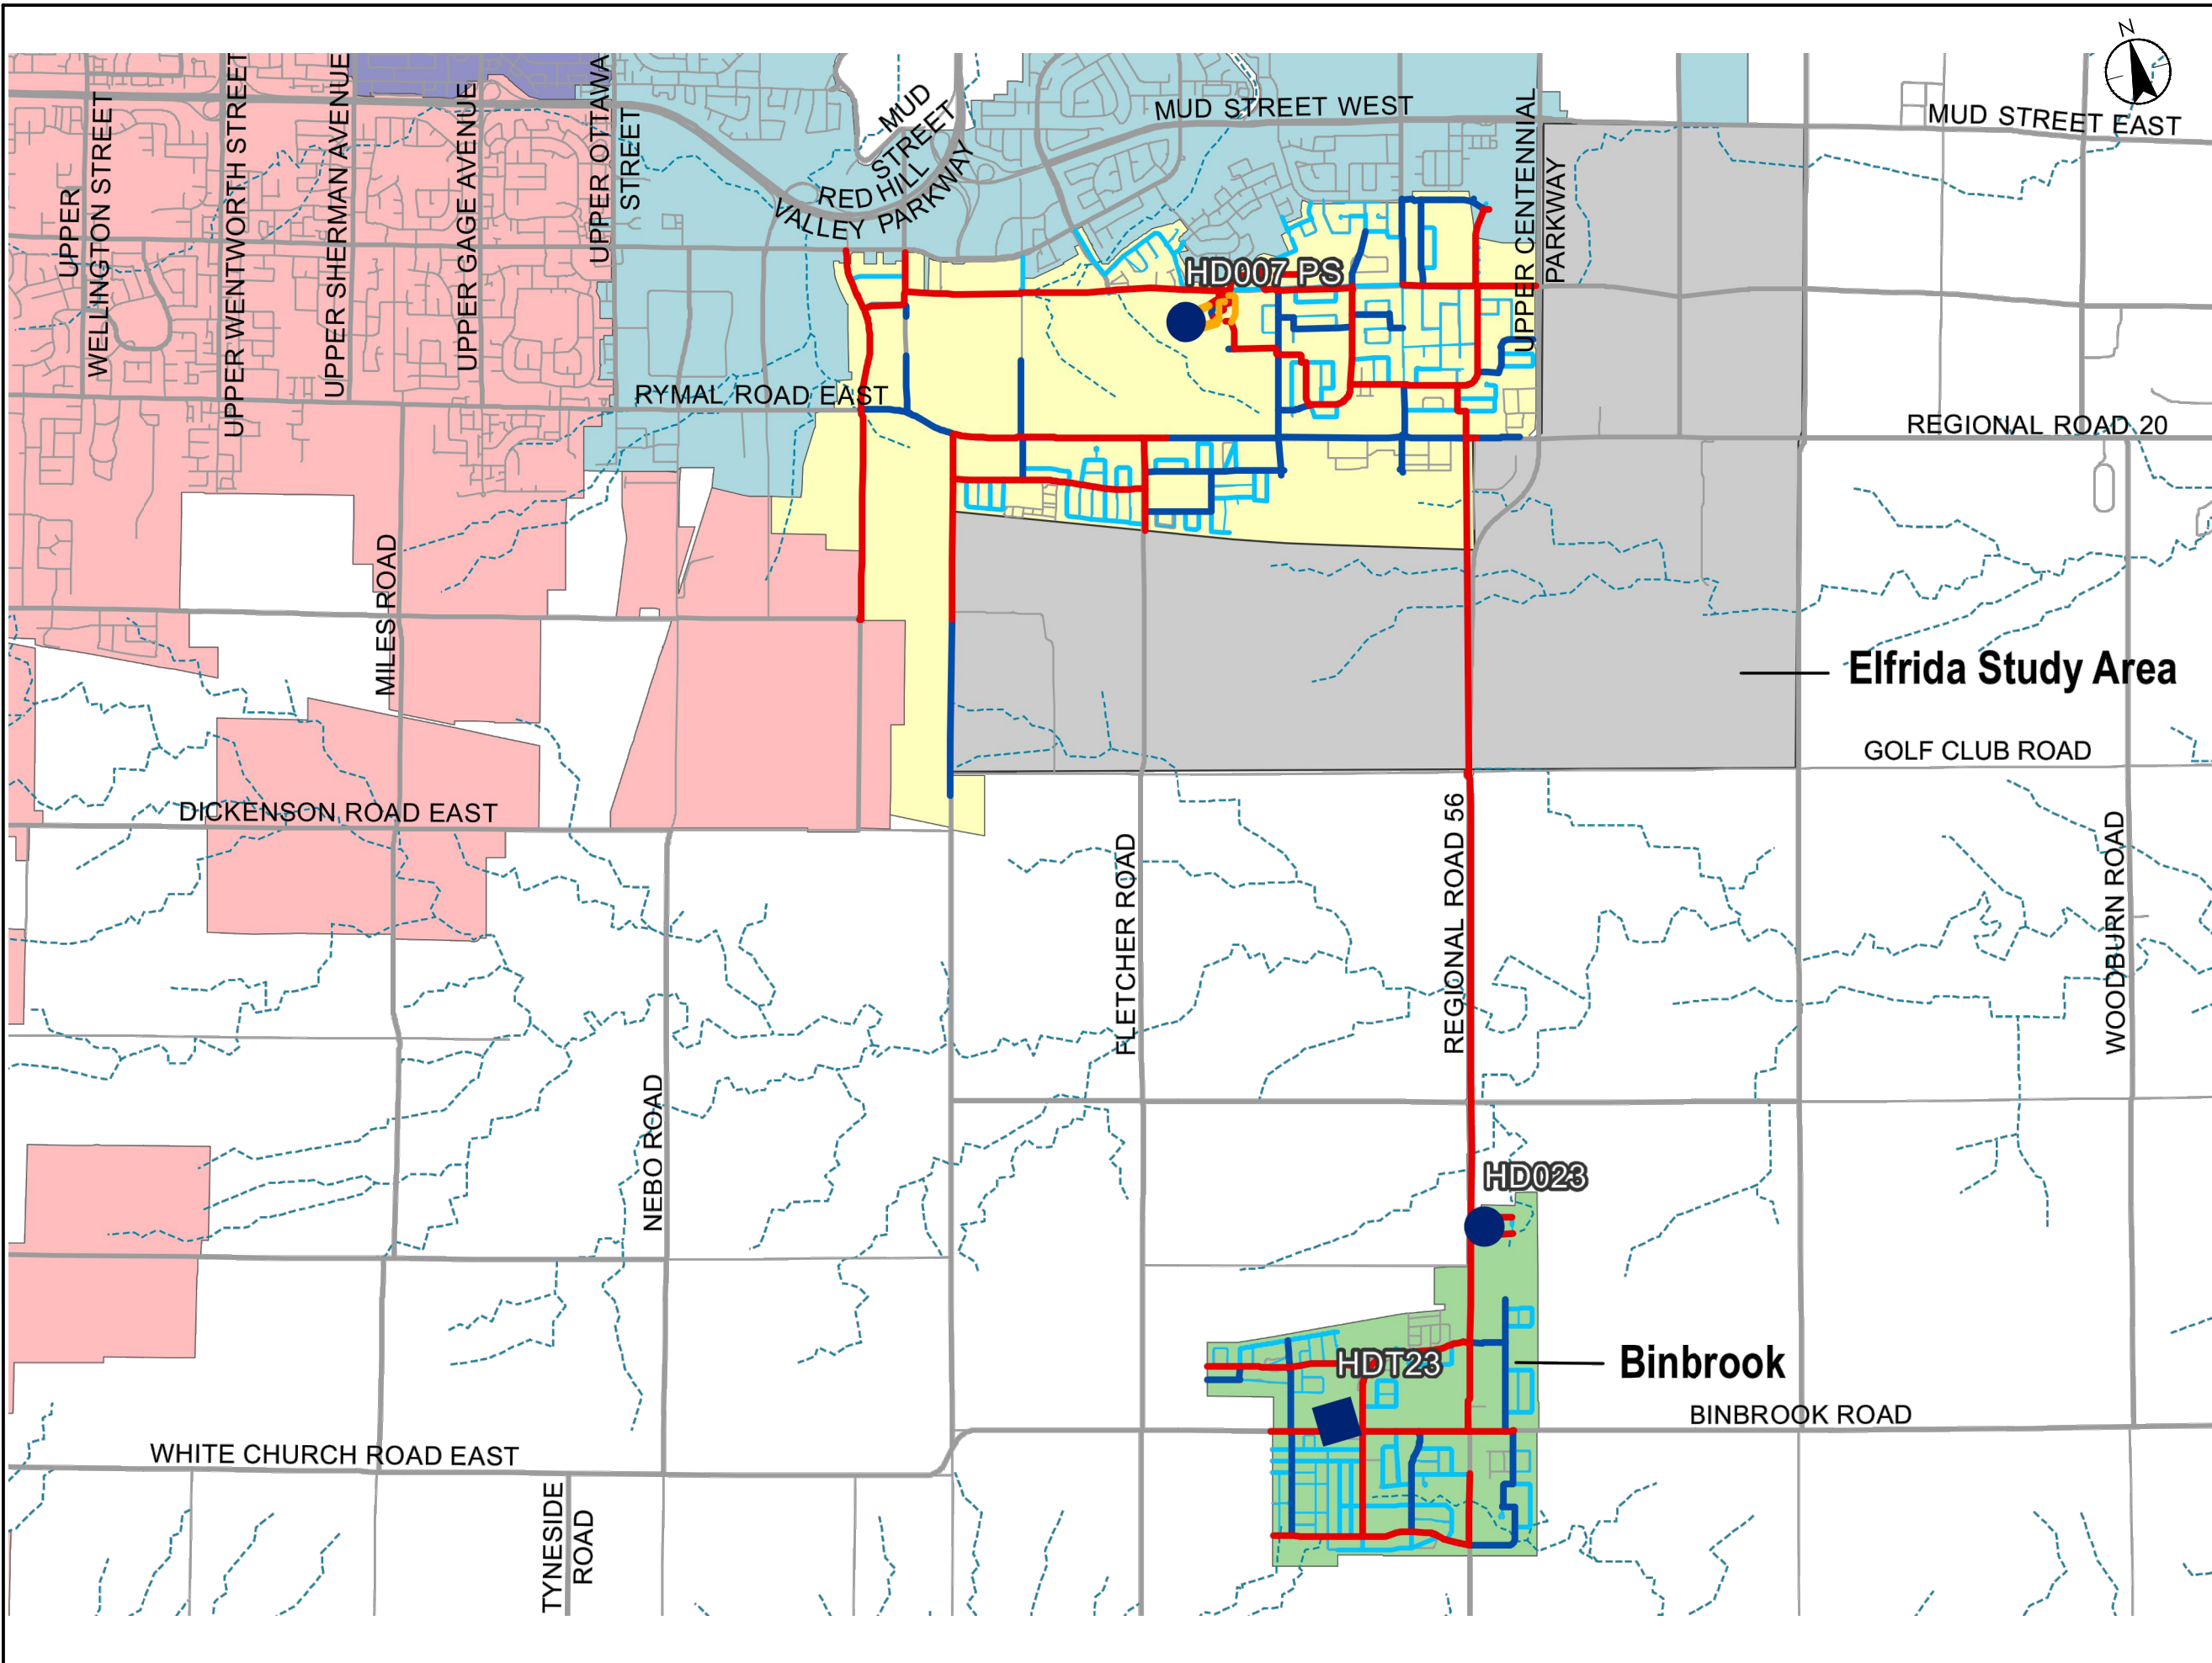 N
MUD STREET EAST
MUD STREET WEST
MUD
STREET
RED HILL
VALLEY PARKWAY
UPPER
WELLINGTON STREET
UPPER WENTWORTH STREET
UPPER SHERMAN AVENUE
UPPER GAGE AVENUE
UPPER OTTAWA
STREET
UPPER CENTENNIAL
PARKWAY
HD007 PS
RYMAL ROAD EAST
REGIONAL ROAD 20
MILES ROAD
Elfrida Study Area
GOLF CLUB ROAD
DICKENSON ROAD EAST
FLETCHER ROAD
REGIONAL ROAD 56
WOODBURN ROAD
NEBO ROAD
HD023
HDT23
Binbrook
BINBROOK ROAD
WHITE CHURCH ROAD EAST
TYNESIDE
ROAD